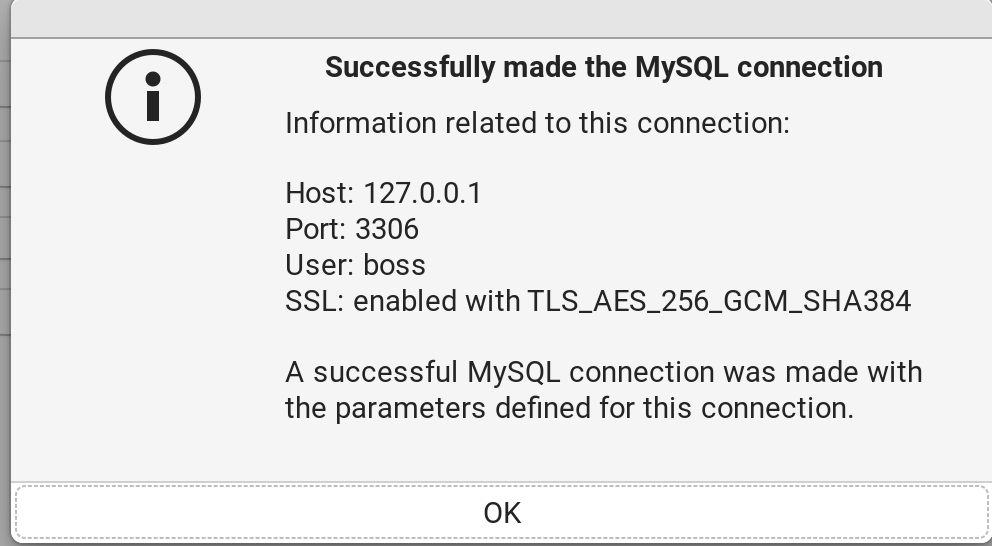 Successfully made the MySQL connection
Information related to this connection:
Host: 127.0.0.1
Port: 3306
User: boss
SSL: enabled with TLS_AES_256_GCM_SHA384
A successful MySQL connection was made with
the parameters defined for this connection.
OK